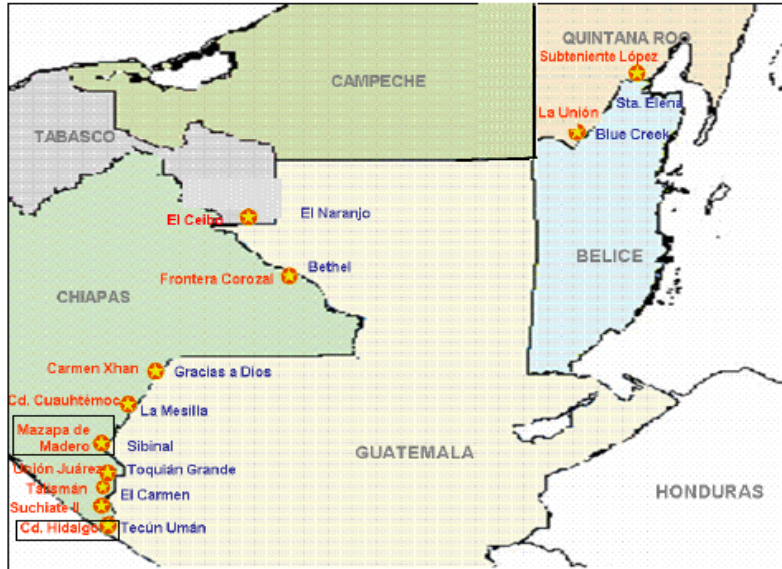 QUINTANA ROO
Subteniente López
CAMPECHE
Sta. Elena
La Unión
Blue Creek
TABASCO
El Ceibo
El Naranjo
BELICE
Bethel
Frontera Corozal
CHIAPAS
Carmen Xhan
Gracias a Dios
Cd. Cuauhtémoc
La Mesilla
Mazapa de
Madero
Sibinal
GUATEMALA
Unión Juárez
Toquián Grande
Talismán
El Carmen
HONDURAS
Suchiate II
Cd. Hidalgo
Tecún Umán